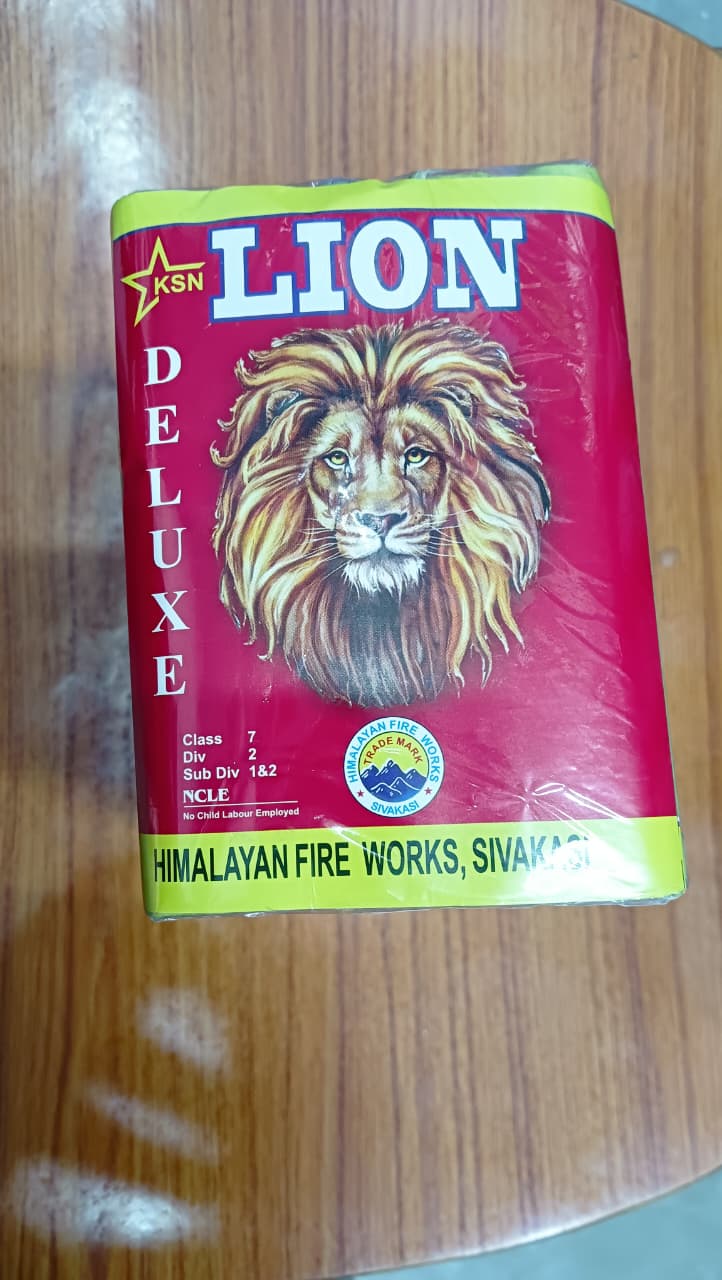 LION
KSN
DELUXE
Class 7
Div 2
Sub Div 1&2
NCLE
No Child Labour Employed
HIMALAYAN FIRE WORKS
TRADE MARK
SIVAKASI
HIMALAYAN FIRE WORKS, SIVAKASI